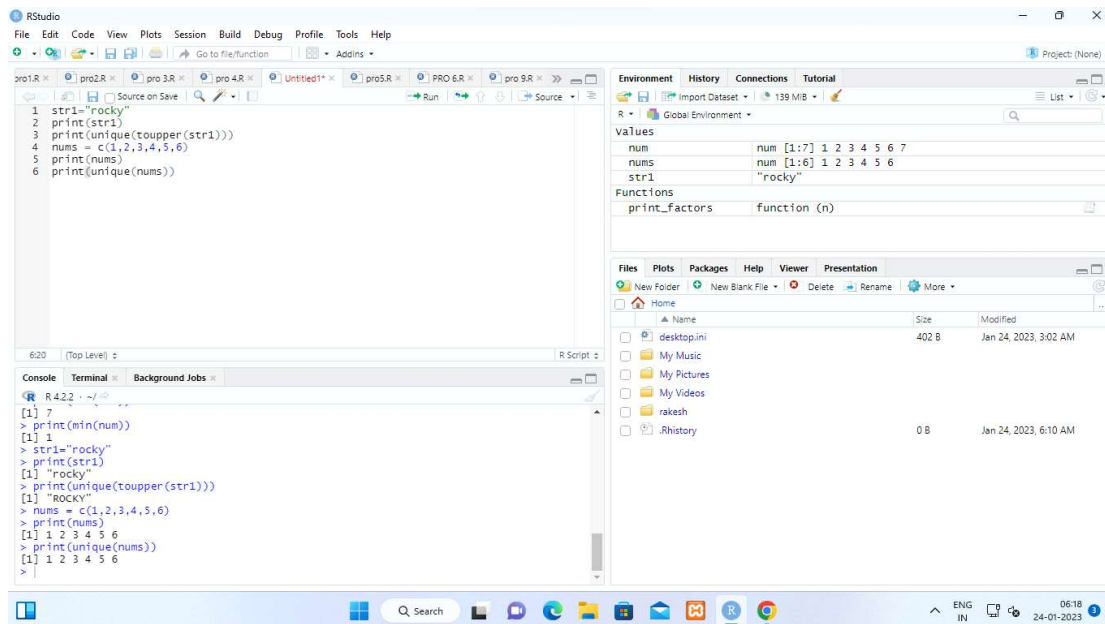 RStudio
File Edit Code View Plots Session Build Debug Profile Tools Help
Go to file/function Addins Project: (None)
pro1.R pro2.R pro 3.R pro 4.R Untitled1* pro5.R PRO 6.R pro 9.R
Source on Save Run Source
1 str1="rocky"
2 print(str1)
3 print(unique(toupper(str1)))
4 nums = c(1,2,3,4,5,6)
5 print(nums)
6 print(unique(nums))
6:20 (Top Level) R Script
Console Terminal Background Jobs
R 4.2.2 · ~/
[1] 7
> print(min(num))
[1] 1
> str1="rocky"
> print(str1)
[1] "rocky"
> print(unique(toupper(str1)))
[1] "ROCKY"
> nums = c(1,2,3,4,5,6)
> print(nums)
[1] 1 2 3 4 5 6
> print(unique(nums))
[1] 1 2 3 4 5 6
>
Environment History Connections Tutorial
Import Dataset 139 MiB List
R Global Environment
Values
num num [1:7] 1 2 3 4 5 6 7
nums num [1:6] 1 2 3 4 5 6
str1 "rocky"
Functions
print_factors function (n)
Files Plots Packages Help Viewer Presentation
New Folder New Blank File Delete Rename More
Home
Name Size Modified
desktop.ini 402 B Jan 24, 2023, 3:02 AM
My Music
My Pictures
My Videos
rakesh
.Rhistory 0 B Jan 24, 2023, 6:10 AM
Search
ENG
IN
06:18
24-01-2023
3